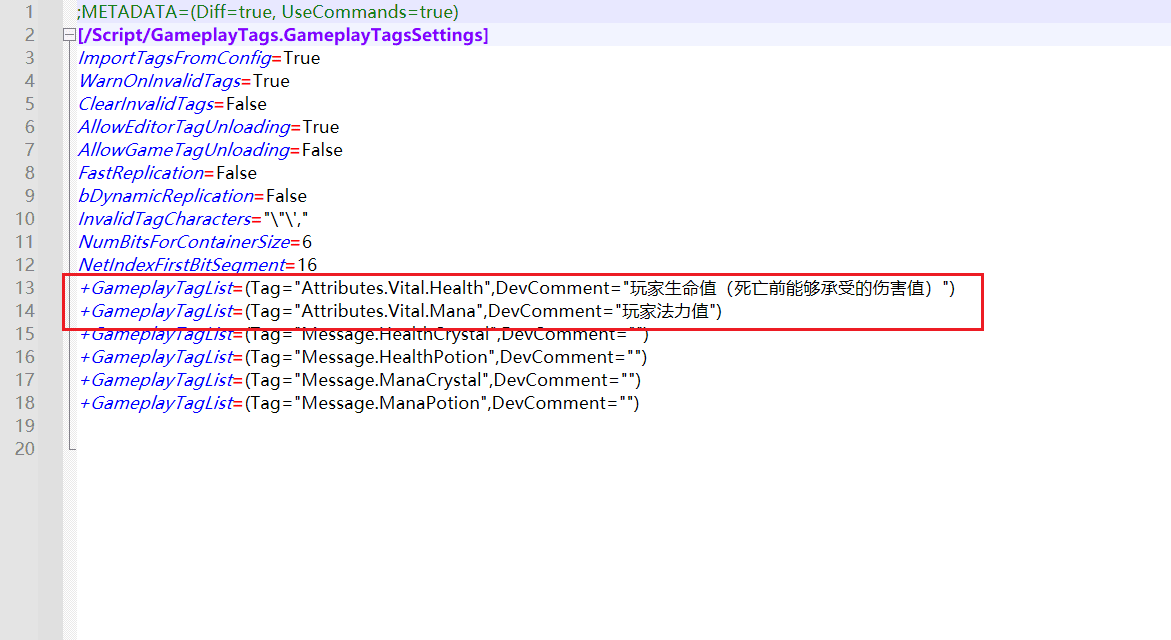 1 ;METADATA=(Diff=true, UseCommands=true)
2 [/Script/GameplayTags.GameplayTagsSettings]
3 ImportTagsFromConfig=True
4 WarnOnInvalidTags=True
5 ClearInvalidTags=False
6 AllowEditorTagUnloading=True
7 AllowGameTagUnloading=False
8 FastReplication=False
9 bDynamicReplication=False
10 InvalidTagCharacters="\"\',"
11 NumBitsForContainerSize=6
12 NetIndexFirstBitSegment=16
13 +GameplayTagList=(Tag="Attributes.Vital.Health",DevComment="玩家生命值（死亡前能够承受的伤害值）")
14 +GameplayTagList=(Tag="Attributes.Vital.Mana",DevComment="玩家法力值")
15 +GameplayTagList=(Tag="Message.HealthCrystal",DevComment="")
16 +GameplayTagList=(Tag="Message.HealthPotion",DevComment="")
17 +GameplayTagList=(Tag="Message.ManaCrystal",DevComment="")
18 +GameplayTagList=(Tag="Message.ManaPotion",DevComment="")
19
20